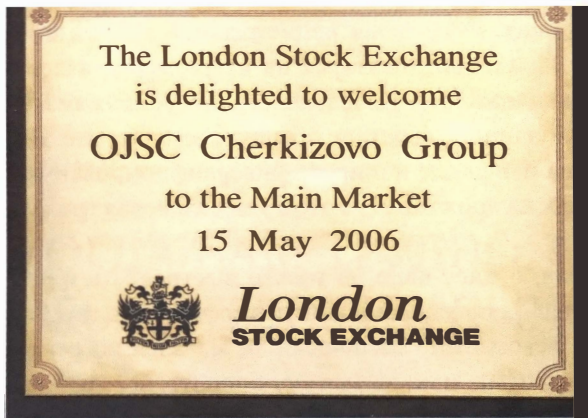 The London Stock Exchange
is delighted to welcome
OJSC Cherkizovo Group
to the Main Market
15 May 2006
London
STOCK EXCHANGE